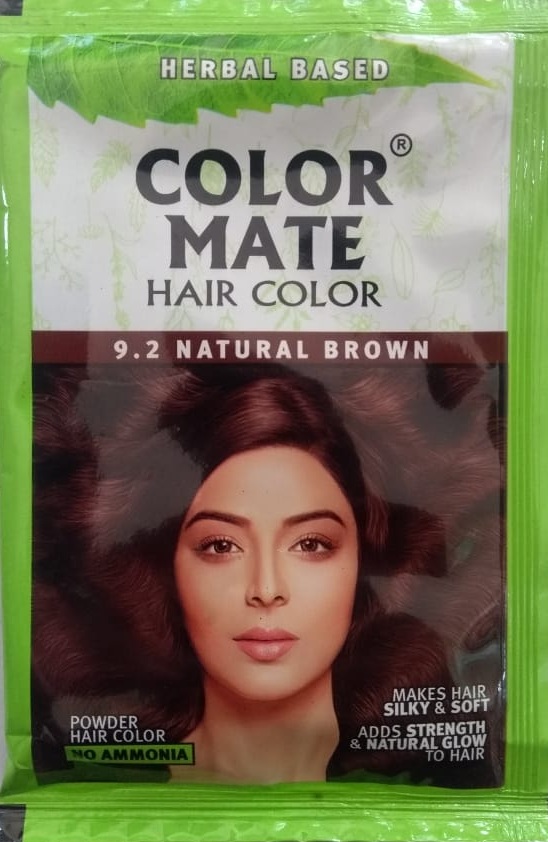 HERBAL BASED
COLOR®
MATE
HAIR COLOR
9.2 NATURAL BROWN
POWDER
HAIR COLOR
NO AMMONIA
MAKES HAIR
SILKY & SOFT
ADDS STRENGTH
& NATURAL GLOW
TO HAIR